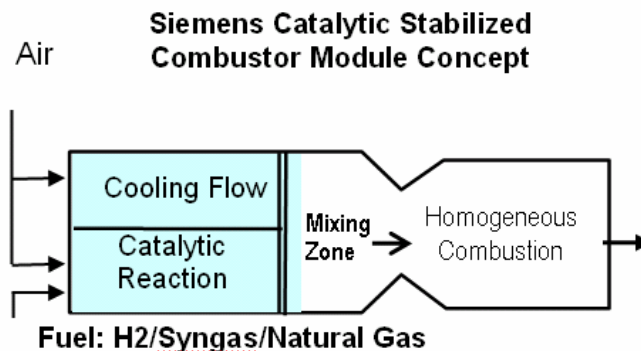 Siemens Catalytic Stabilized
Combustor Module Concept
Air
Cooling Flow
Catalytic
Reaction
Mixing
Zone
Homogeneous
Combustion
Fuel: H2/Syngas/Natural Gas